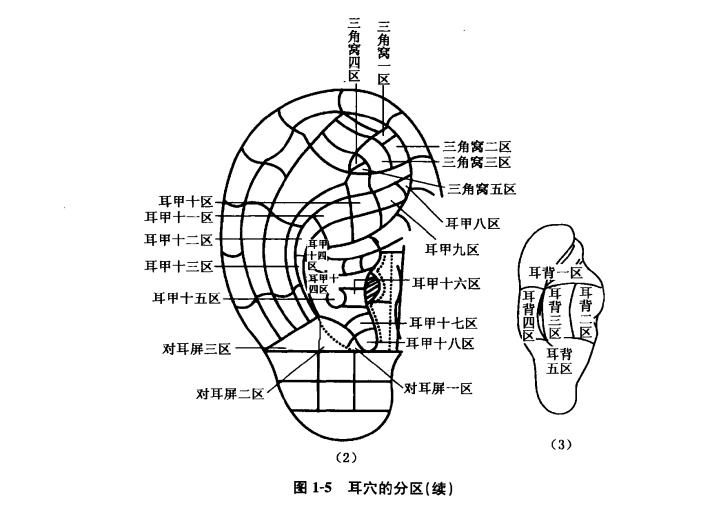 三角窝四区
三角窝一区
三角窝二区
三角窝三区
三角窝五区
耳甲十区
耳甲十一区
耳甲八区
耳甲十二区
耳甲
十四
区
耳甲九区
耳甲十三区
耳甲十
四区
耳甲十六区
耳甲十五区
耳甲十七区
对耳屏三区
耳甲十八区
对耳屏二区
对耳屏一区
(2)
耳背一区
耳背四区
耳背三区
耳背二区
耳背
五区
(3)
图 1-5 耳穴的分区(续)